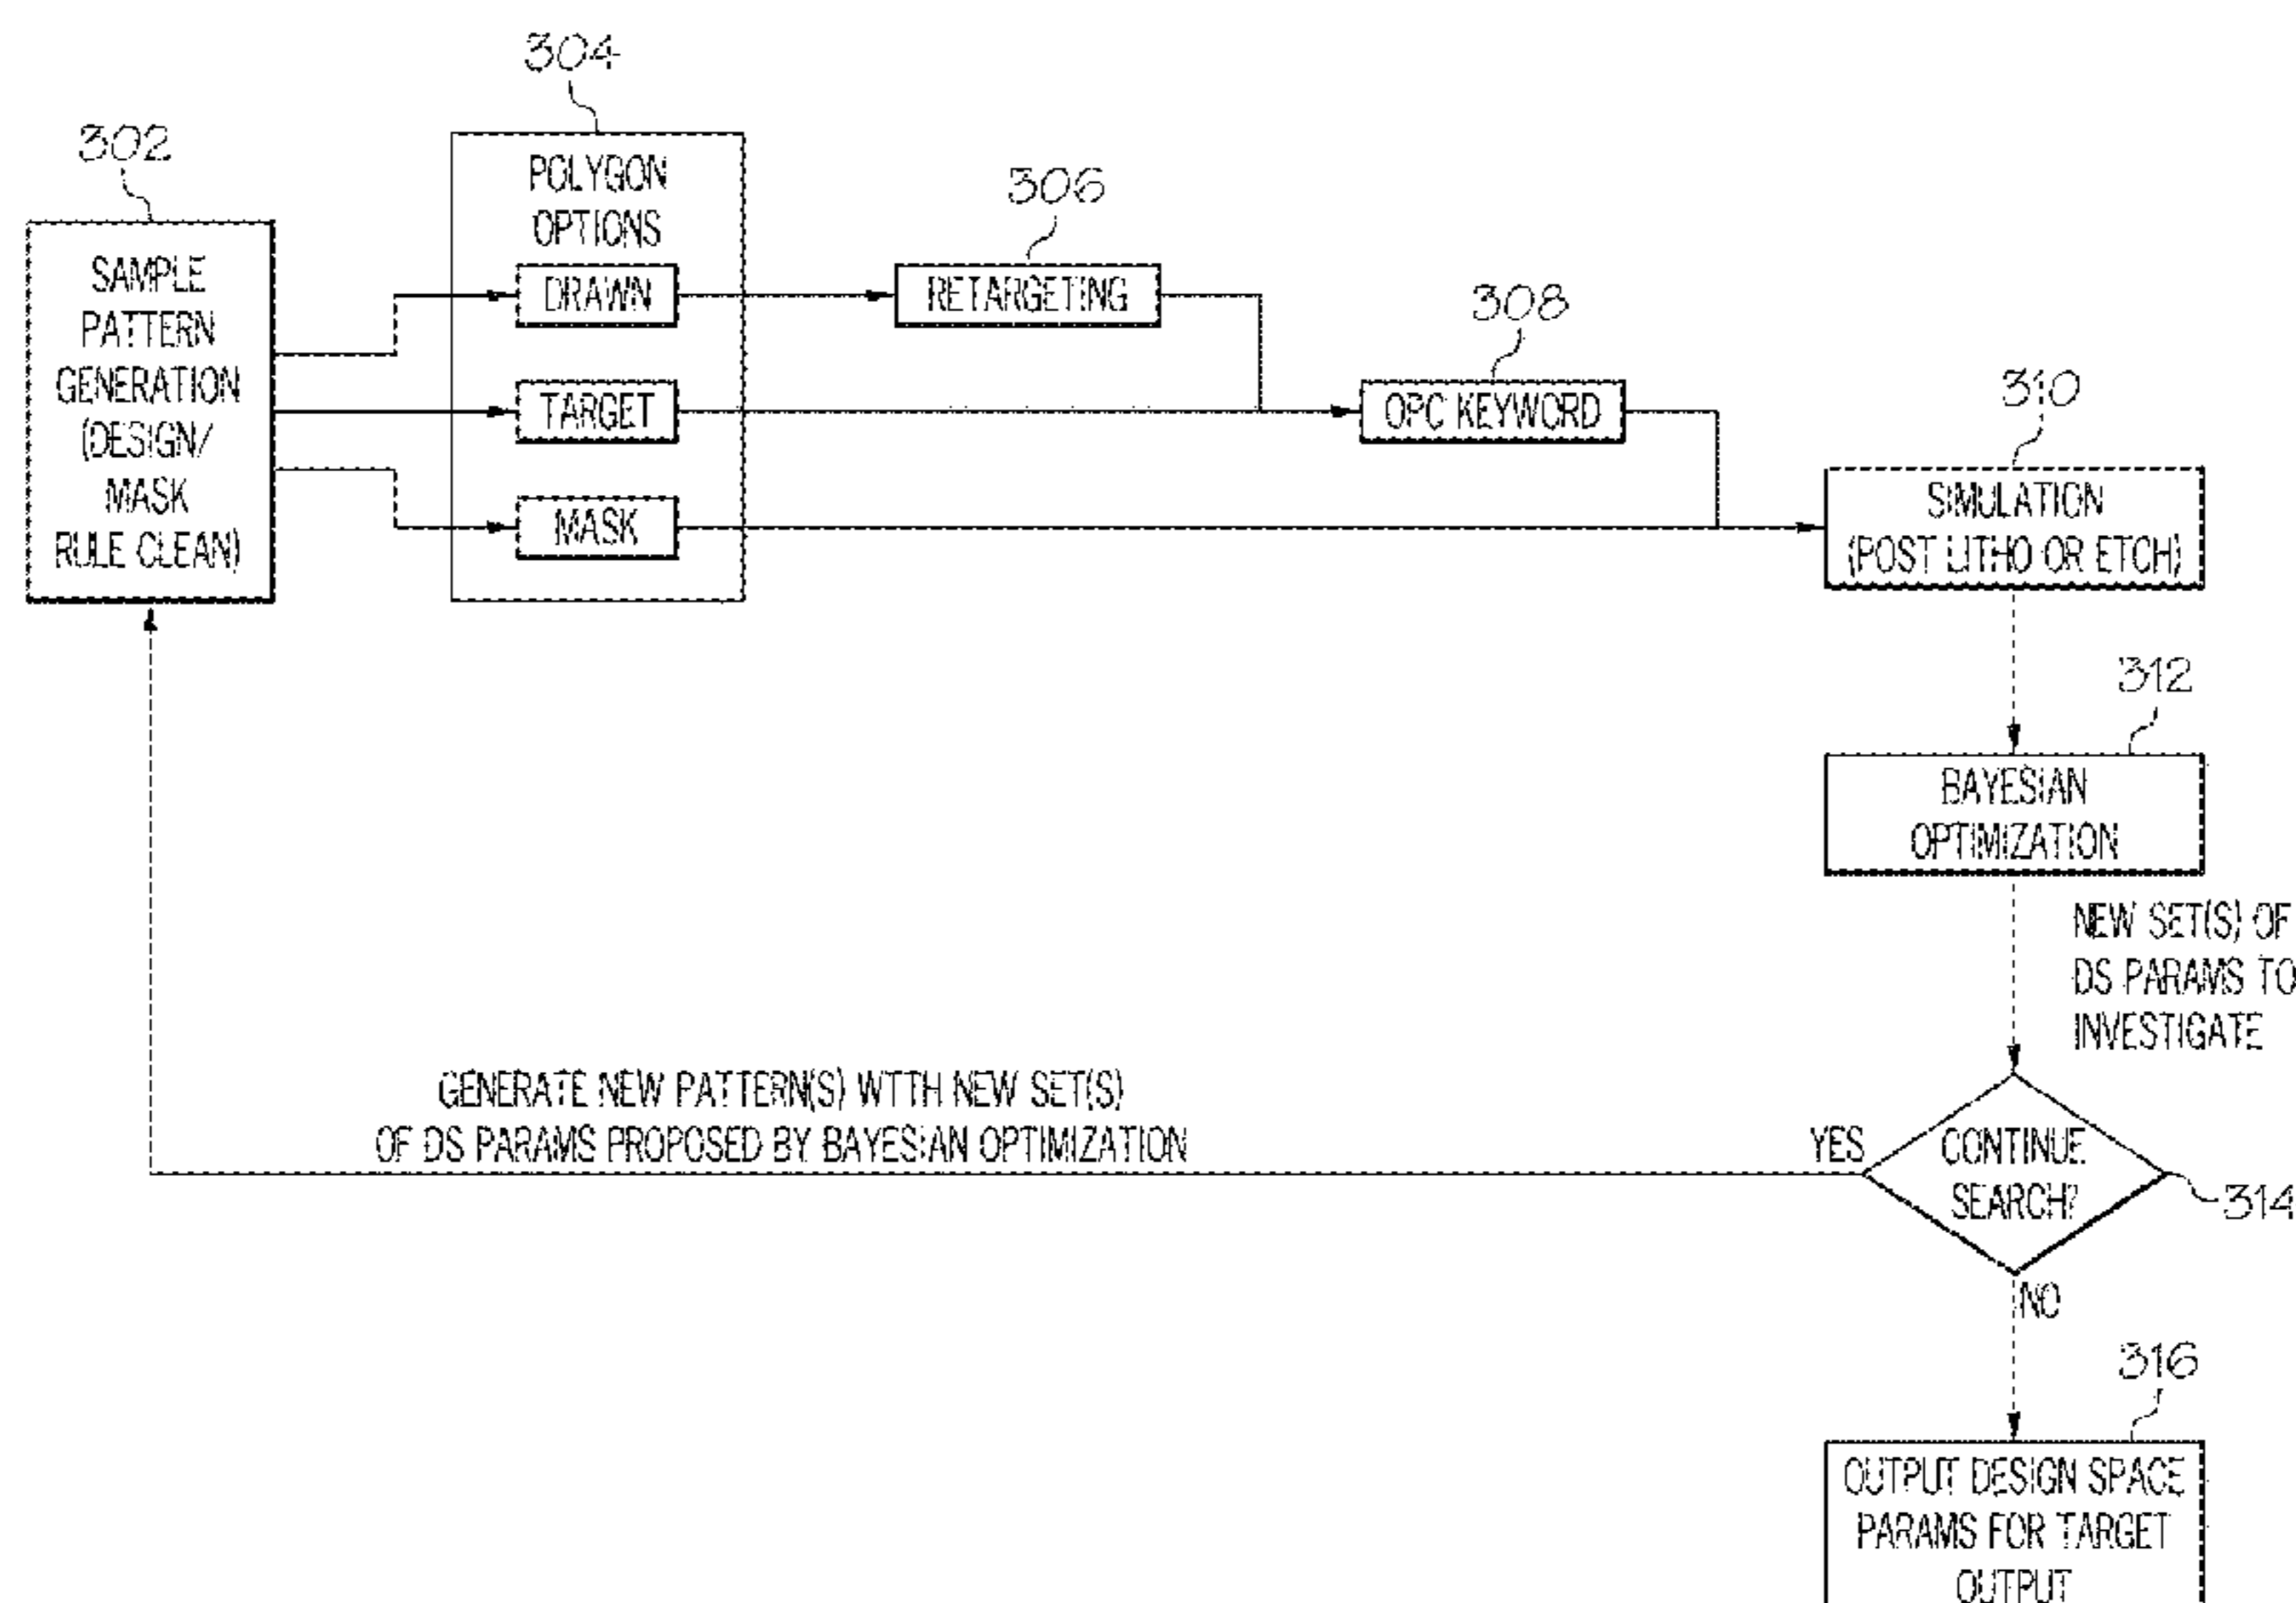 304
302
POLYGON
OPTIONS
306
SAMPLE
PATTERN
GENERATION
(DESIGN/
MASK
RULE CLEAN)
DRAWN
RETARGETING
308
TARGET
OPC KEYWORD
310
MASK
SIMULATION
(POST LITHO OR ETCH)
312
BAYESIAN
OPTIMIZATION
NEW SET(S) OF
DS PARAMS TO
INVESTIGATE
GENERATE NEW PATTERN(S) WTTH NEW SET(S)
OF DS PARAMS PROPOSED BY BAYESIAN OPTIMIZATION
YES
CONTINUE
SEARCH?
314
NO
316
OUTPUT DESIGN SPACE
PARAMS FOR TARGET
OUTPUT